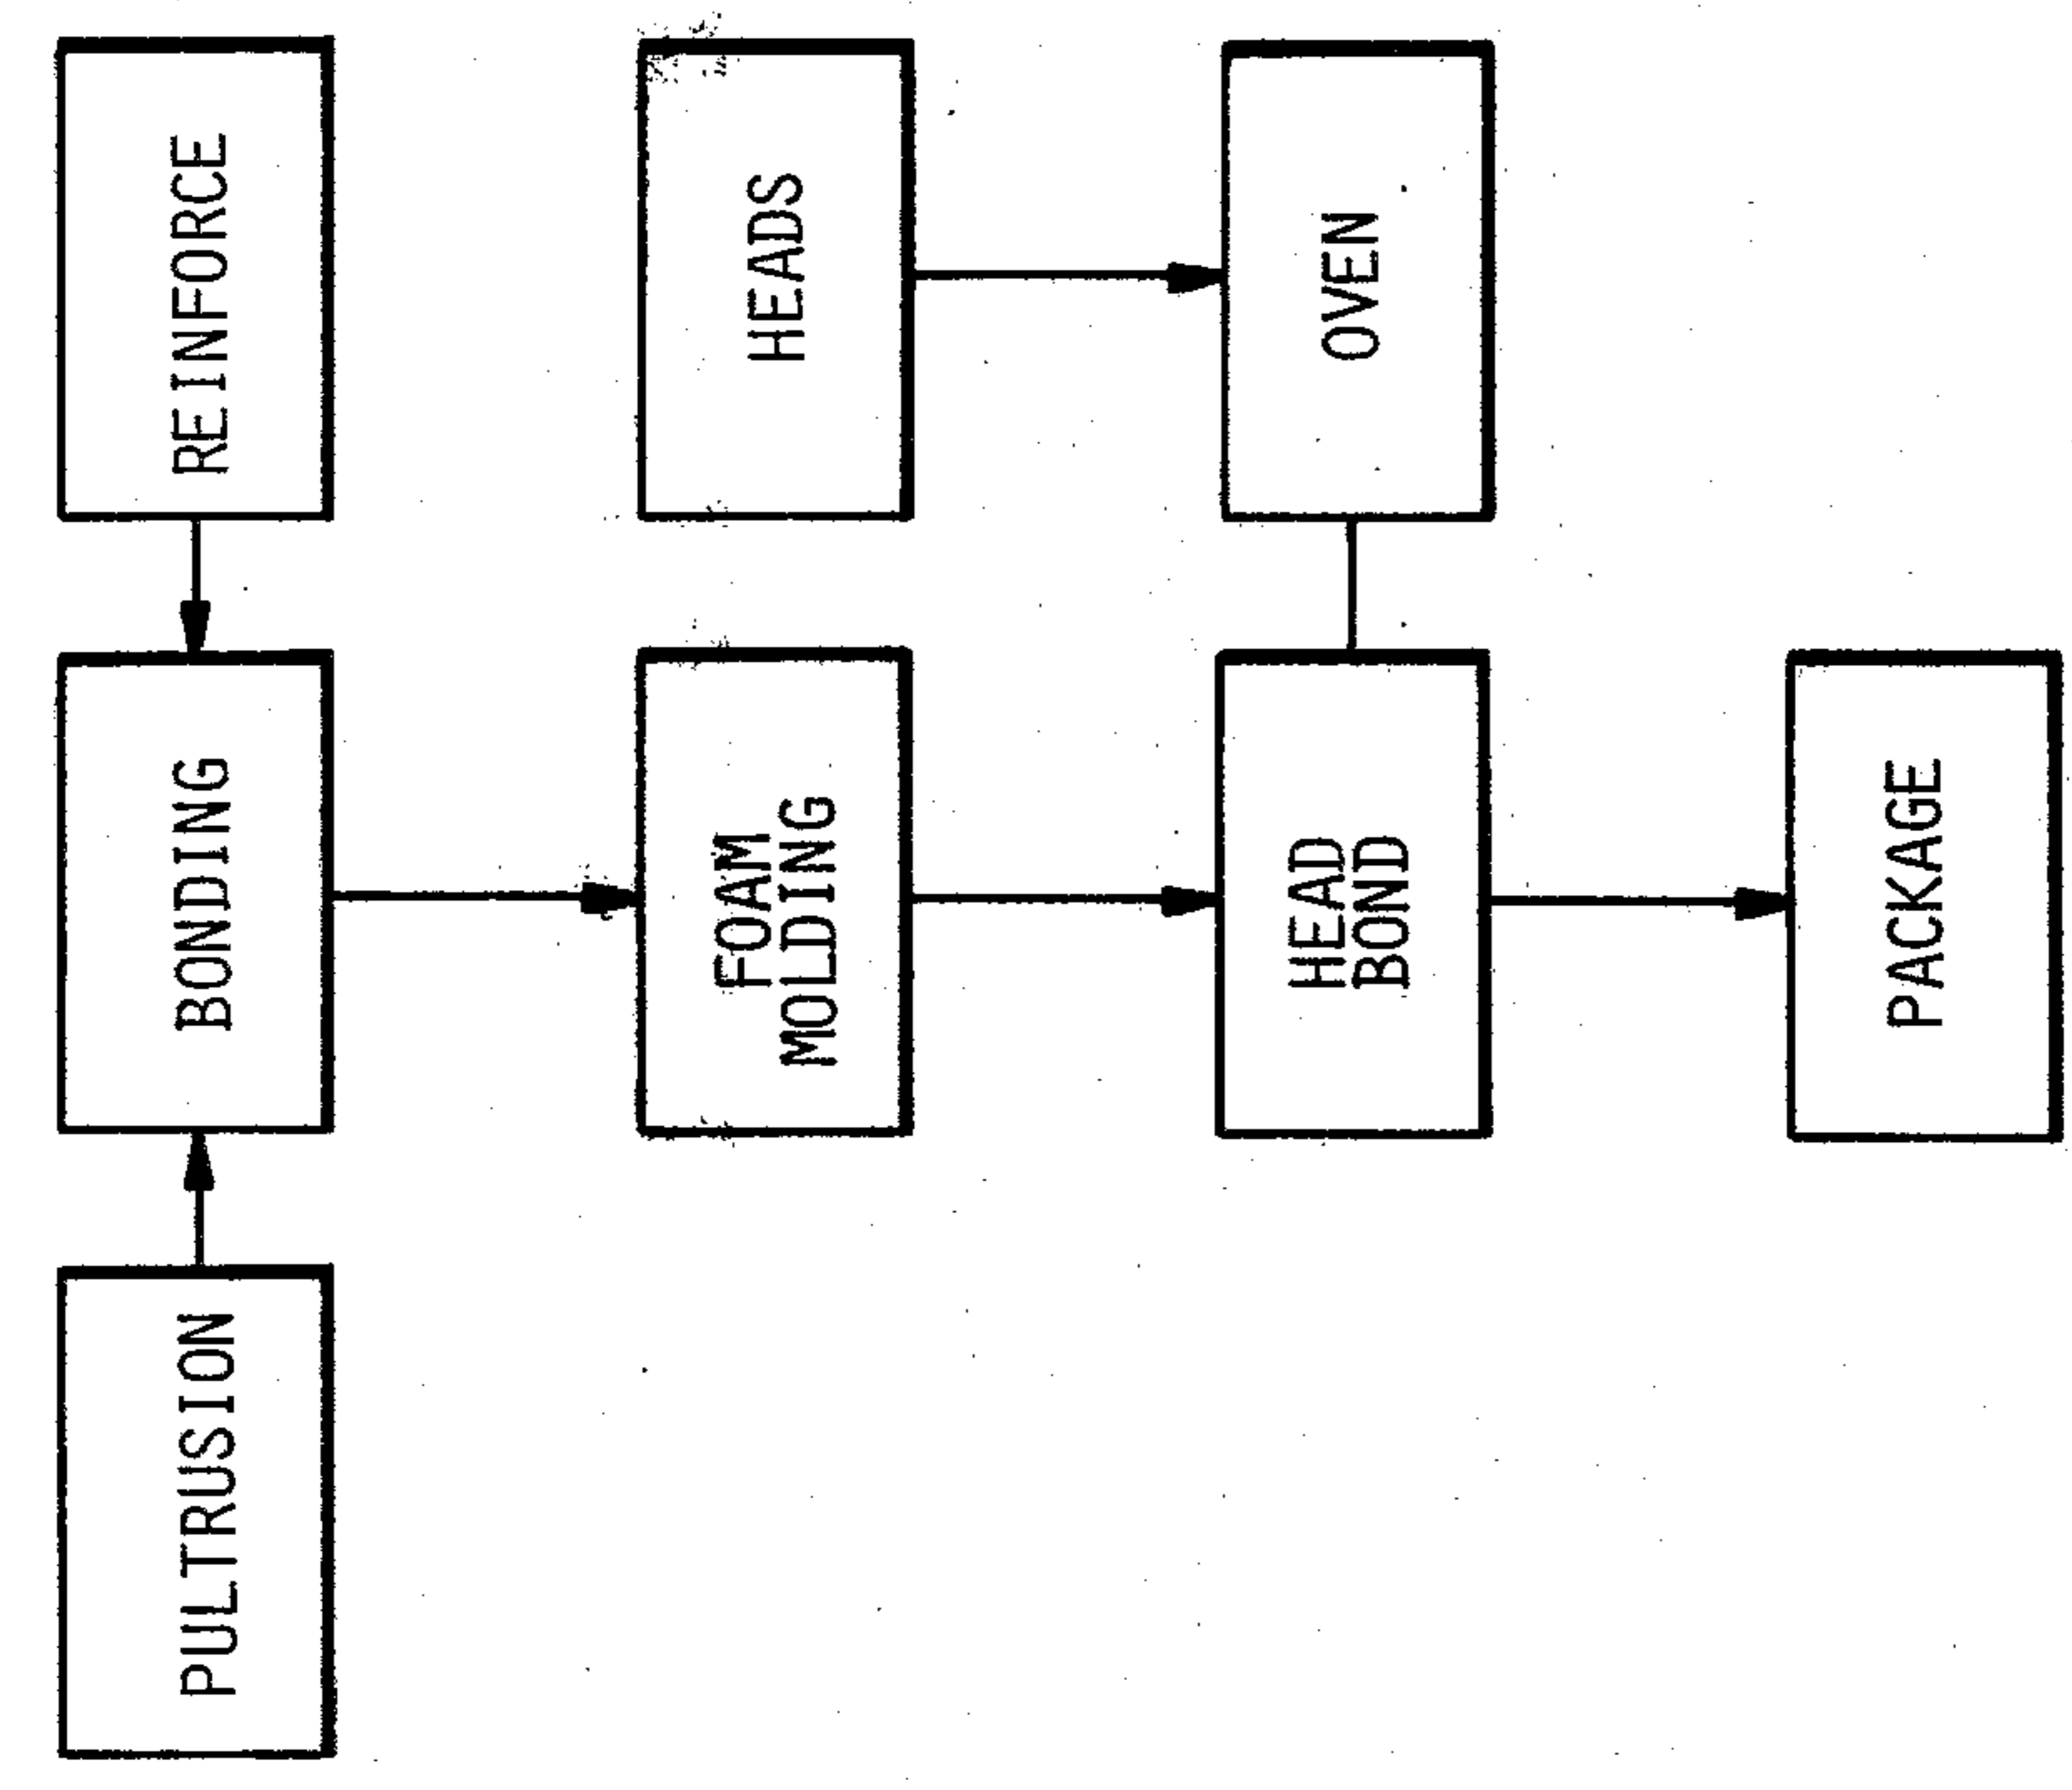 PULTRUSION
BONDING
REINFORCE
FOAM
MOLDING
HEADS
HEAD
BOND
OVEN
PACKAGE